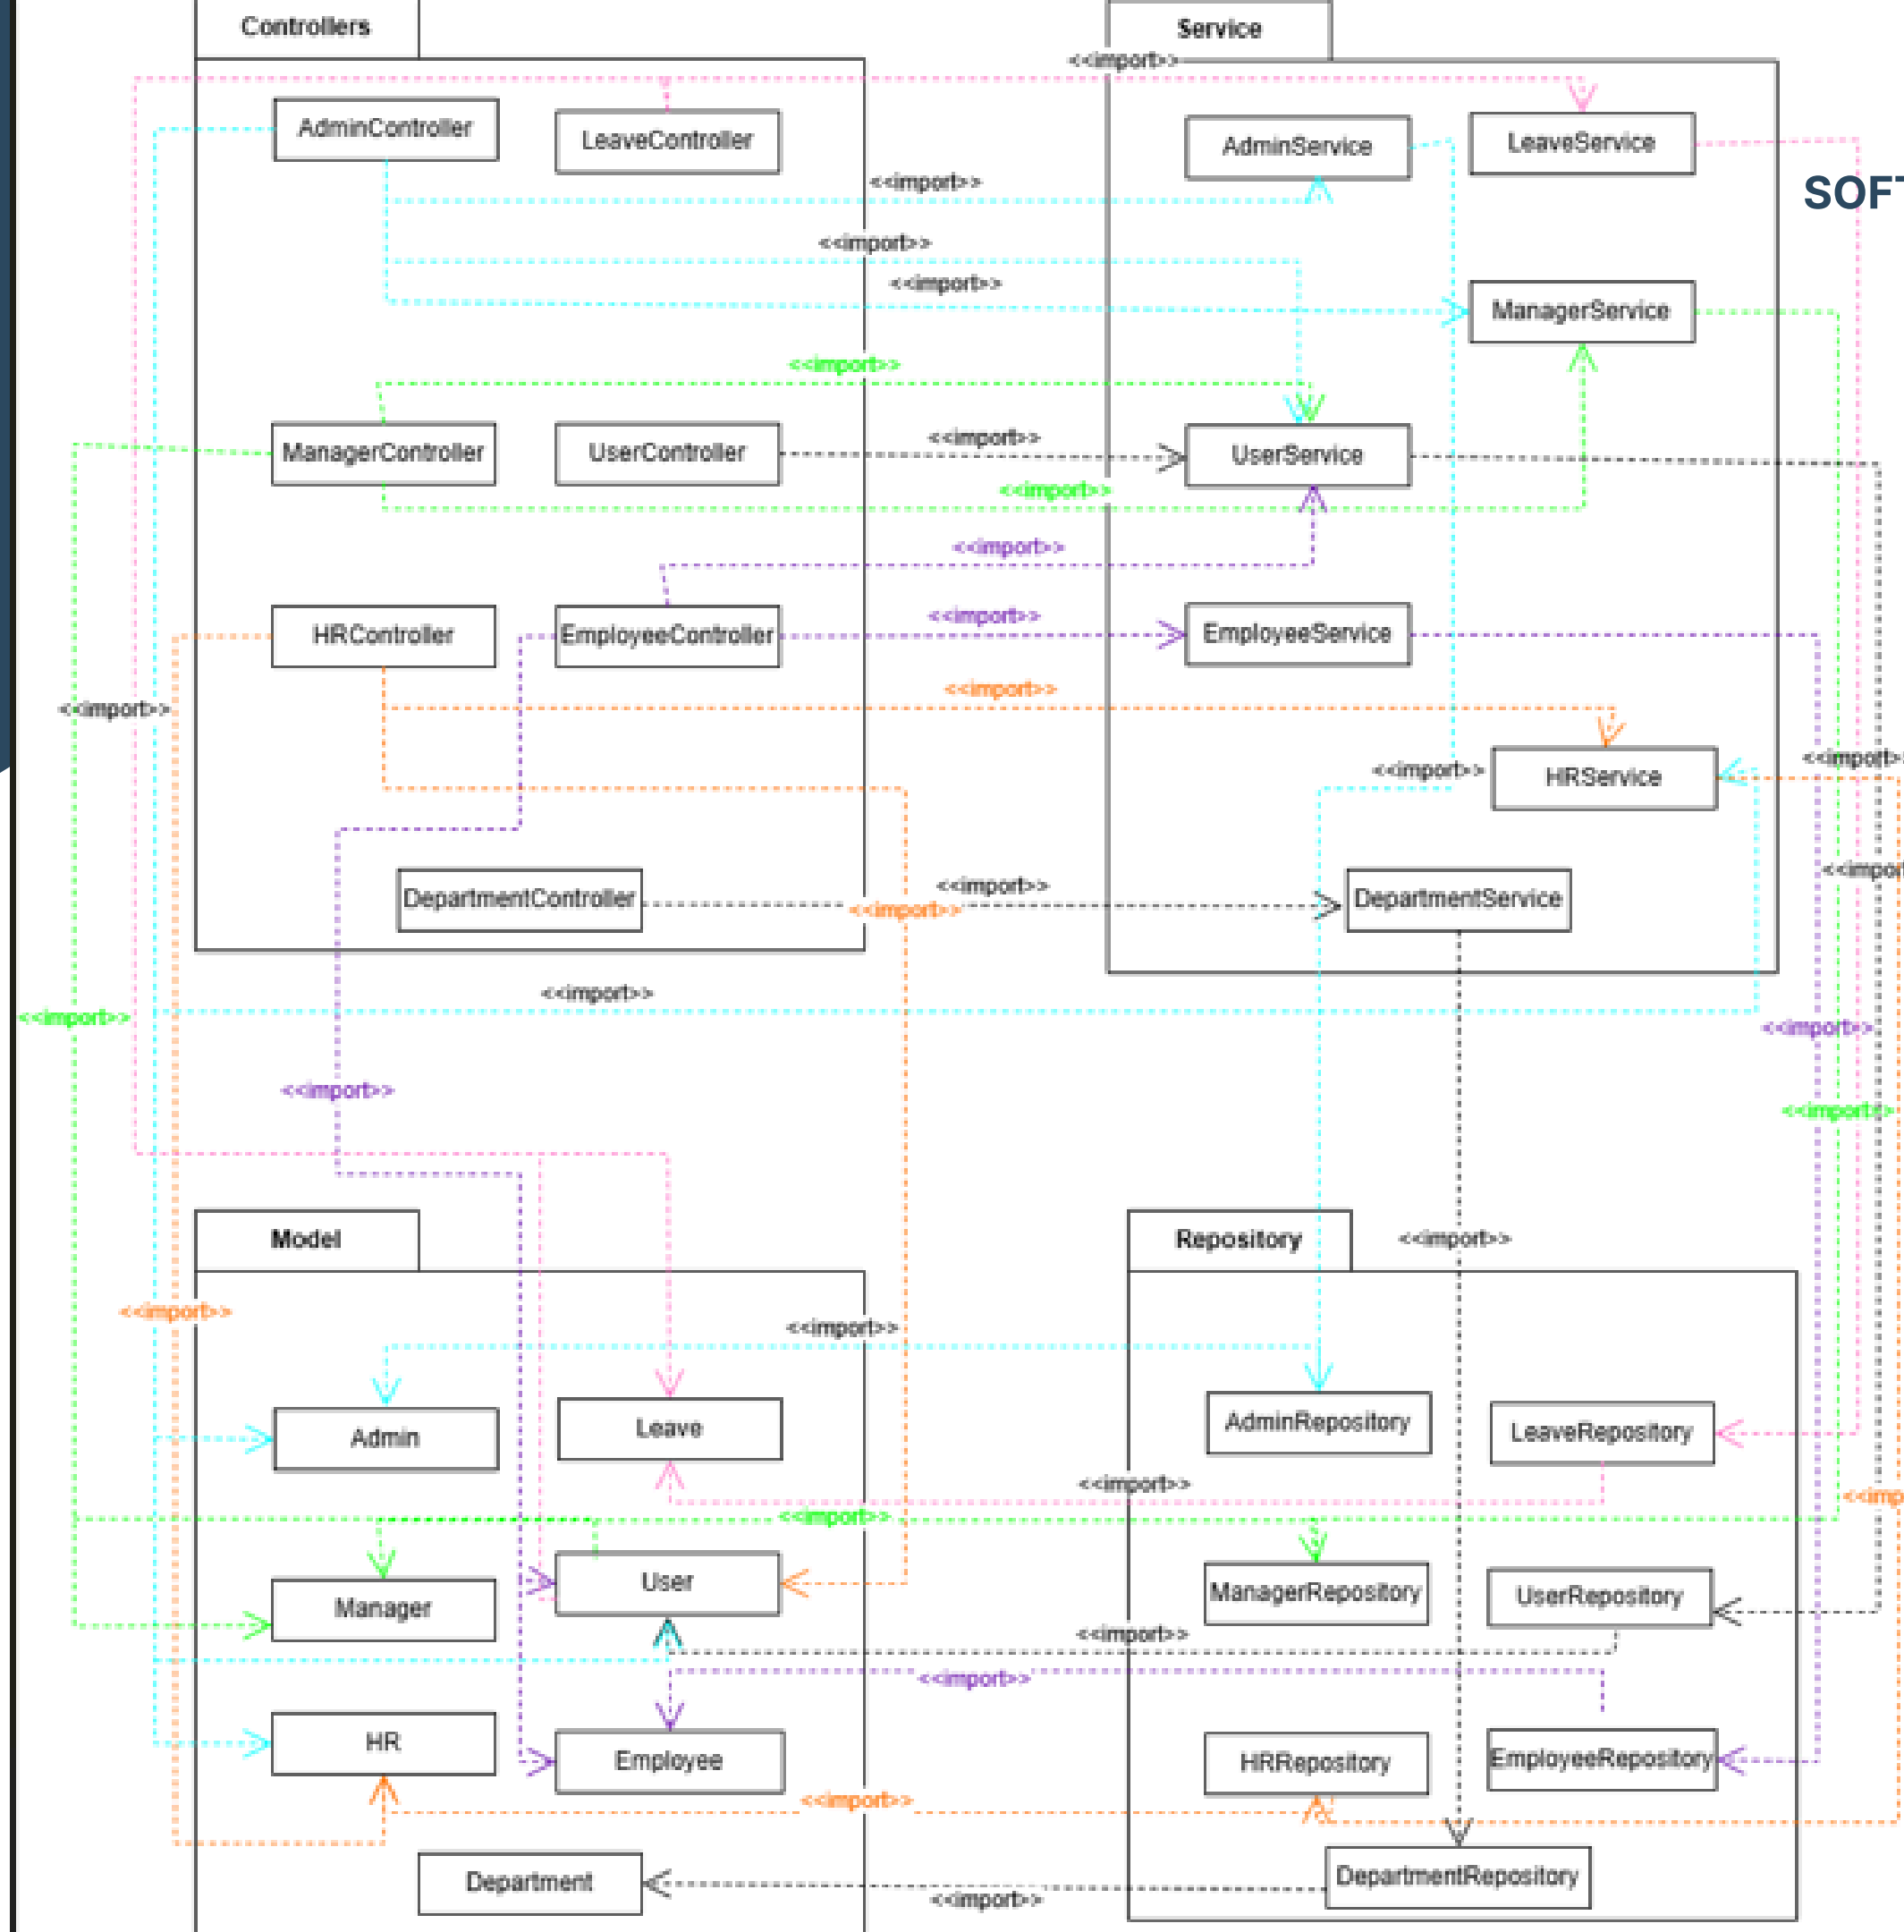 Controllers
Service
<<import>>
AdminController
LeaveController
AdminService
LeaveService
<<import>>
SOFT
<<import>>
<<import>>
ManagerService
<<import>>
ManagerController
UserController
<<import>>
UserService
<<import>>
<<import>>
HRController
EmployeeController
<<import>>
EmployeeService
<<import>>
<<import>>
<<import>>
<<import>>
HRService
<<import>>
DepartmentController
<<import>>
<<import>>
DepartmentService
<<import>>
<<import>>
<<import>>
<<import>>
<<import>>
Model
Repository
<<import>>
<<import>>
<<import>>
Admin
Leave
AdminRepository
LeaveRepository
<<import>>
<<imp
<<import>>
Manager
User
ManagerRepository
UserRepository
<<import>>
<<import>>
HR
Employee
HRRepository
EmployeeRepository
<<import>>
Department
DepartmentRepository
<<import>>